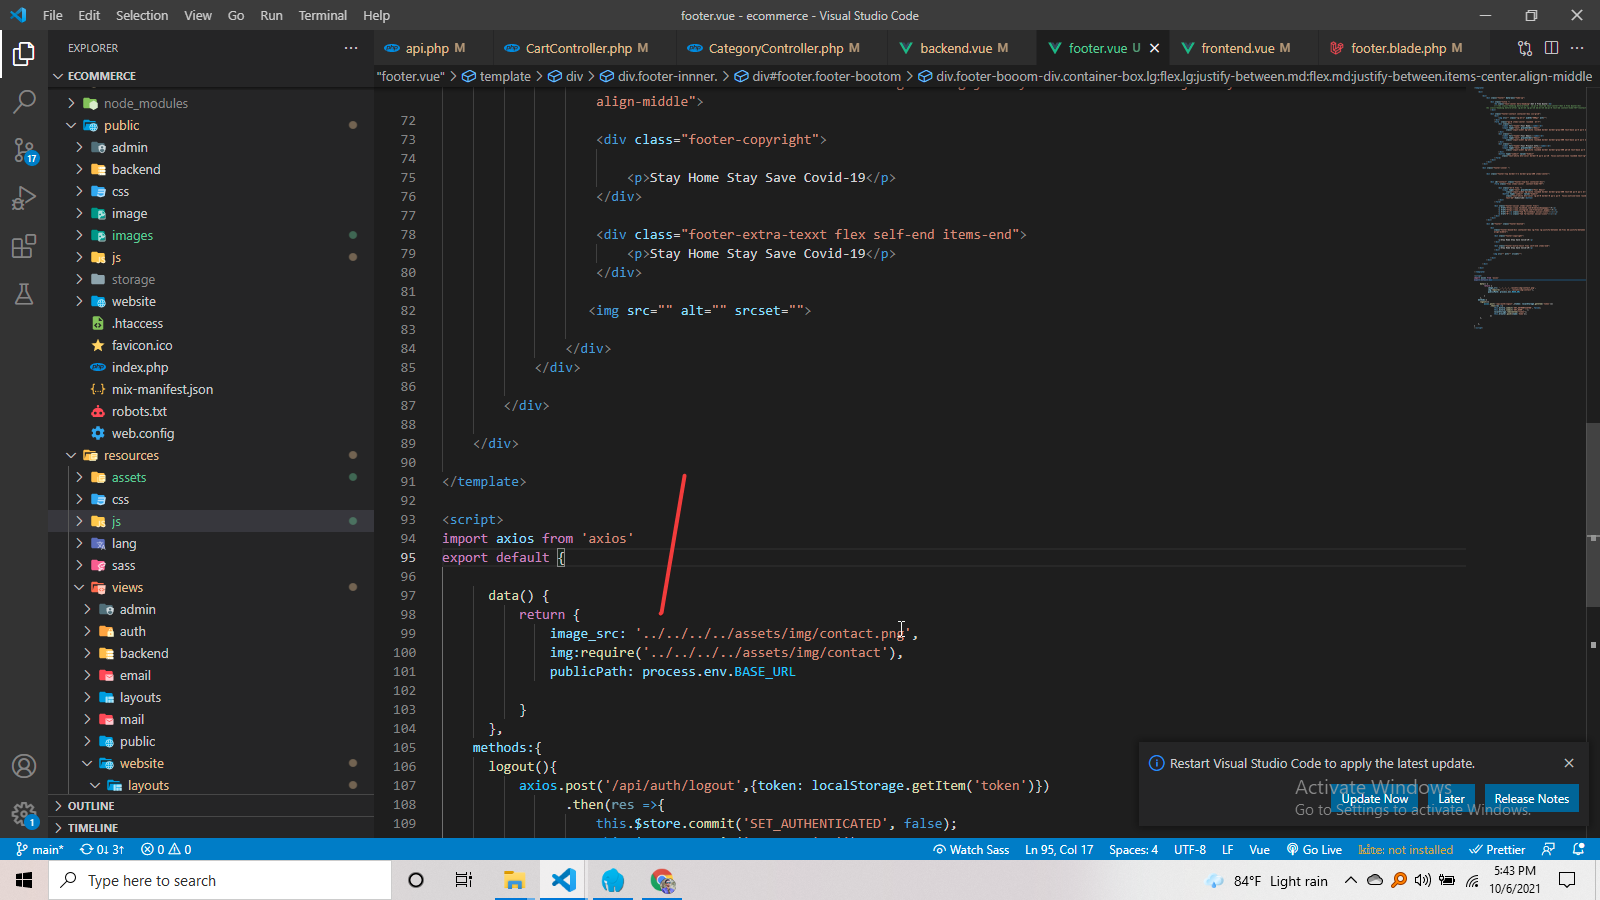 File Edit Selection View Go Run Terminal Help
footer.vue - ecommerce - Visual Studio Code
EXPLORER
api.php M
CartController.php M
CategoryController.php M
backend.vue M
footer.vue U
frontend.vue M
footer.blade.php M
"footer.vue" > template > div > div.footer-innner. > div#footer.footer-bootom > div.footer-booom-div.container-box.lg:flex.lg:justify-between.md:flex.md:justify-between.items-center.align-middle
ECOMMERCE
node_modules
public
admin
backend
css
image
images
js
storage
website
.htaccess
favicon.ico
index.php
mix-manifest.json
robots.txt
web.config
resources
assets
css
js
lang
sass
views
admin
auth
backend
email
layouts
mail
public
website
layouts
OUTLINE
TIMELINE
align-middle">
72
73 <div class="footer-copyright">
74
75 <p>Stay Home Stay Save Covid-19</p>
76 </div>
77
78 <div class="footer-extra-texxt flex self-end items-end">
79 <p>Stay Home Stay Save Covid-19</p>
80 </div>
81
82 <img src="" alt="" srcset="">
83
84 </div>
85 </div>
86
87 </div>
88
89 </div>
90
91 </template>
92
93 <script>
94 import axios from 'axios'
95 export default {
96
97 data() {
98 return {
99 image_src: '../../../../assets/img/contact.png',
100 img:require('../../../../assets/img/contact'),
101 publicPath: process.env.BASE_URL
102
103 }
104 },
105 methods:{
106 logout(){
107 axios.post('/api/auth/logout',{token: localStorage.getItem('token')})
108 .then(res =>{
109 this.$store.commit('SET_AUTHENTICATED', false);
Restart Visual Studio Code to apply the latest update.
Update Now Later Release Notes
Activate Windows
Go to Settings to activate Windows.
17
1
main* 0↓ 3↑ 0 0
Watch Sass Ln 95, Col 17 Spaces: 4 UTF-8 LF Vue Go Live kite: not installed Prettier
Type here to search
84°F Light rain
5:43 PM
10/6/2021